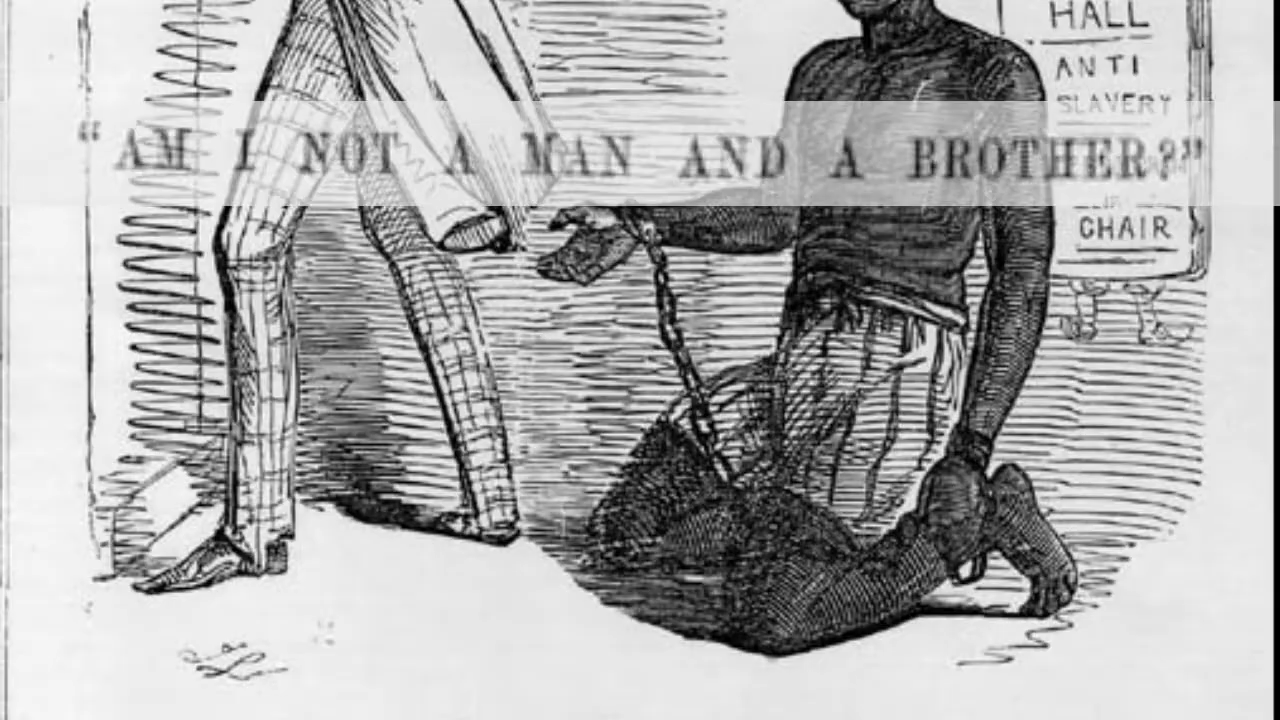 HALL
ANTI
SLAVERY
“AM I NOT A MAN AND A BROTHER?”
CHAIR